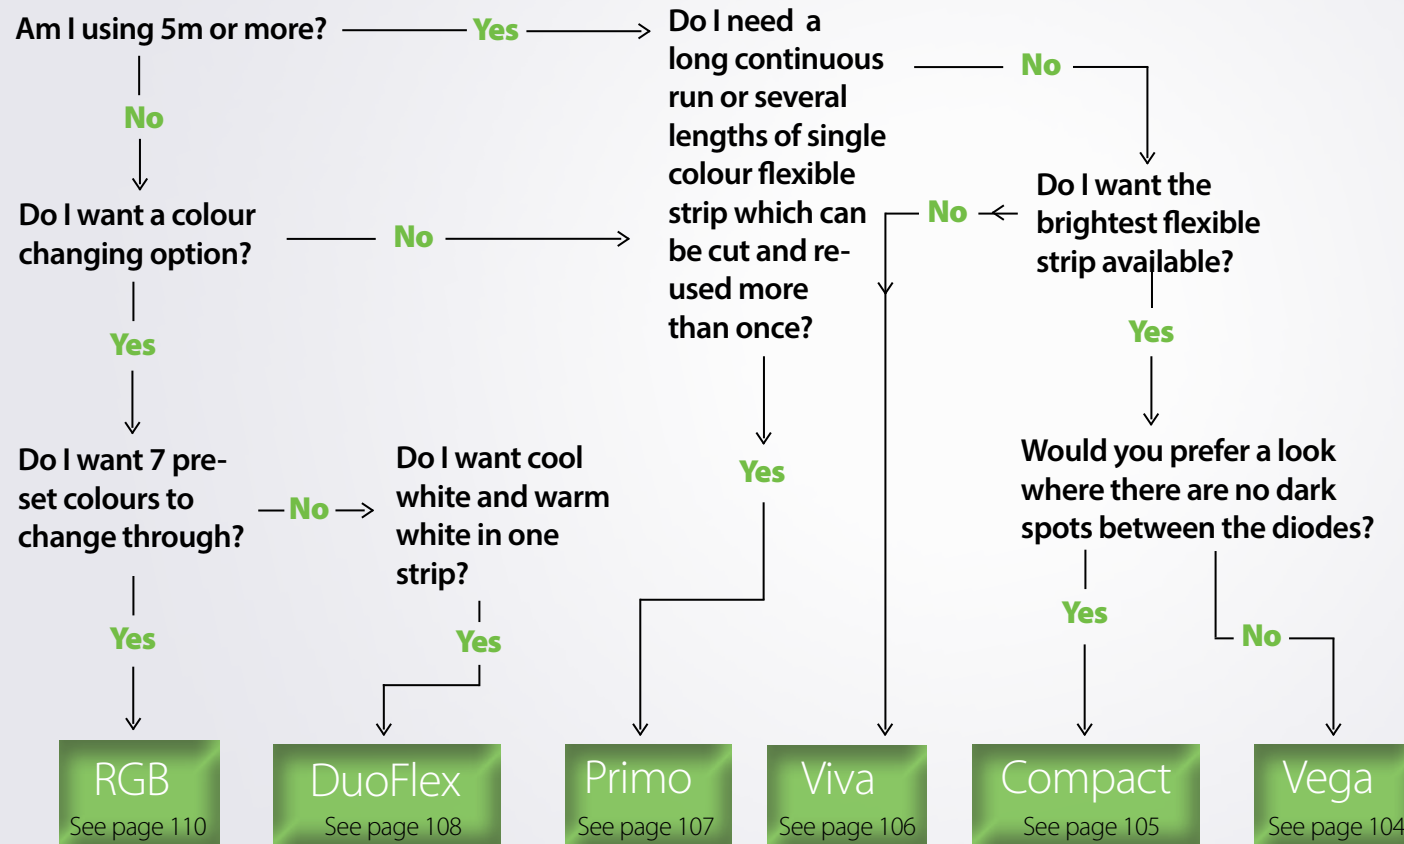 Am I using 5m or more?
Yes
Do I need a
long continuous
run or several
lengths of single
colour flexible
strip which can
be cut and re-
used more
than once?
No
No
Do I want a colour
changing option?
No
No
Do I want the
brightest flexible
strip available?
Yes
Yes
Yes
Do I want 7 pre-
set colours to
change through?
No
Do I want cool
white and warm
white in one
strip?
Would you prefer a look
where there are no dark
spots between the diodes?
Yes
Yes
Yes
No
RGB
See page 110
DuoFlex
See page 108
Primo
See page 107
Viva
See page 106
Compact
See page 105
Vega
See page 104